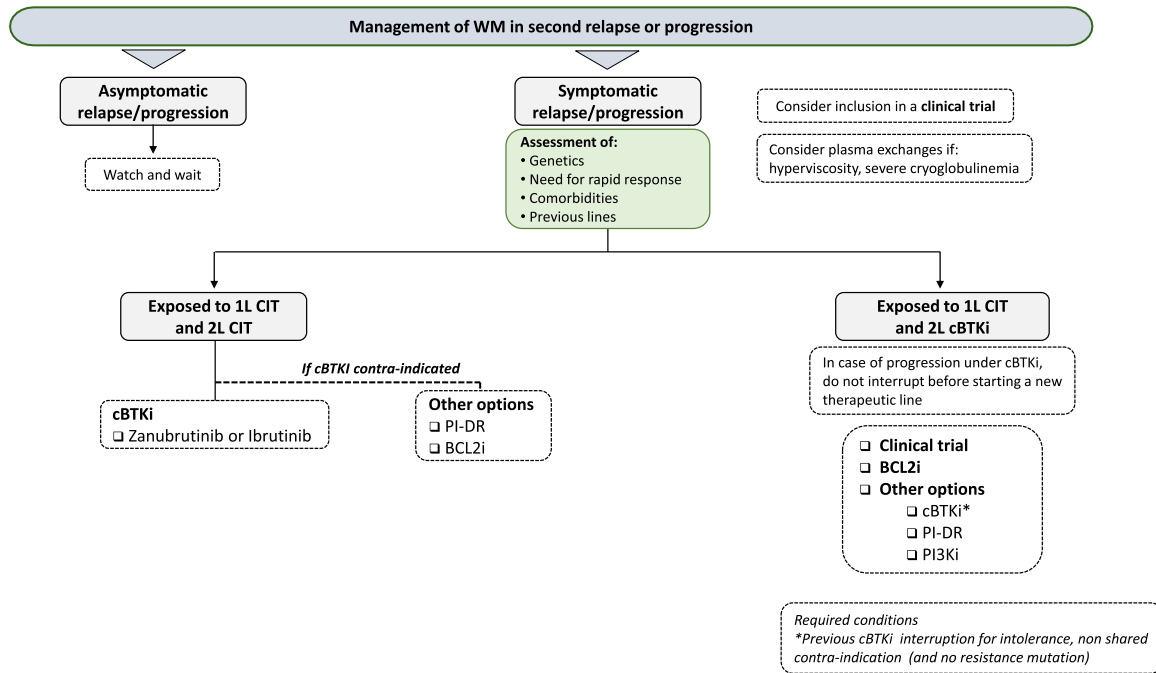 Management of WM in second relapse or progression
Asymptomatic
relapse/progression
Watch and wait
Symptomatic
relapse/progression
Assessment of:
• Genetics
• Need for rapid response
• Comorbidities
• Previous lines
Consider inclusion in a clinical trial
Consider plasma exchanges if:
hyperviscosity, severe cryoglobulinemia
Exposed to 1L CIT
and 2L CIT
If cBTKI contra-indicated
cBTKi
❑ Zanubrutinib or Ibrutinib
Other options
❑ PI-DR
❑ BCL2i
Exposed to 1L CIT
and 2L cBTKi
In case of progression under cBTKi,
do not interrupt before starting a new
therapeutic line
❑ Clinical trial
❑ BCL2i
❑ Other options
❑ cBTKi*
❑ PI-DR
❑ PI3Ki
Required conditions
*Previous cBTKi interruption for intolerance, non shared
contra-indication (and no resistance mutation)